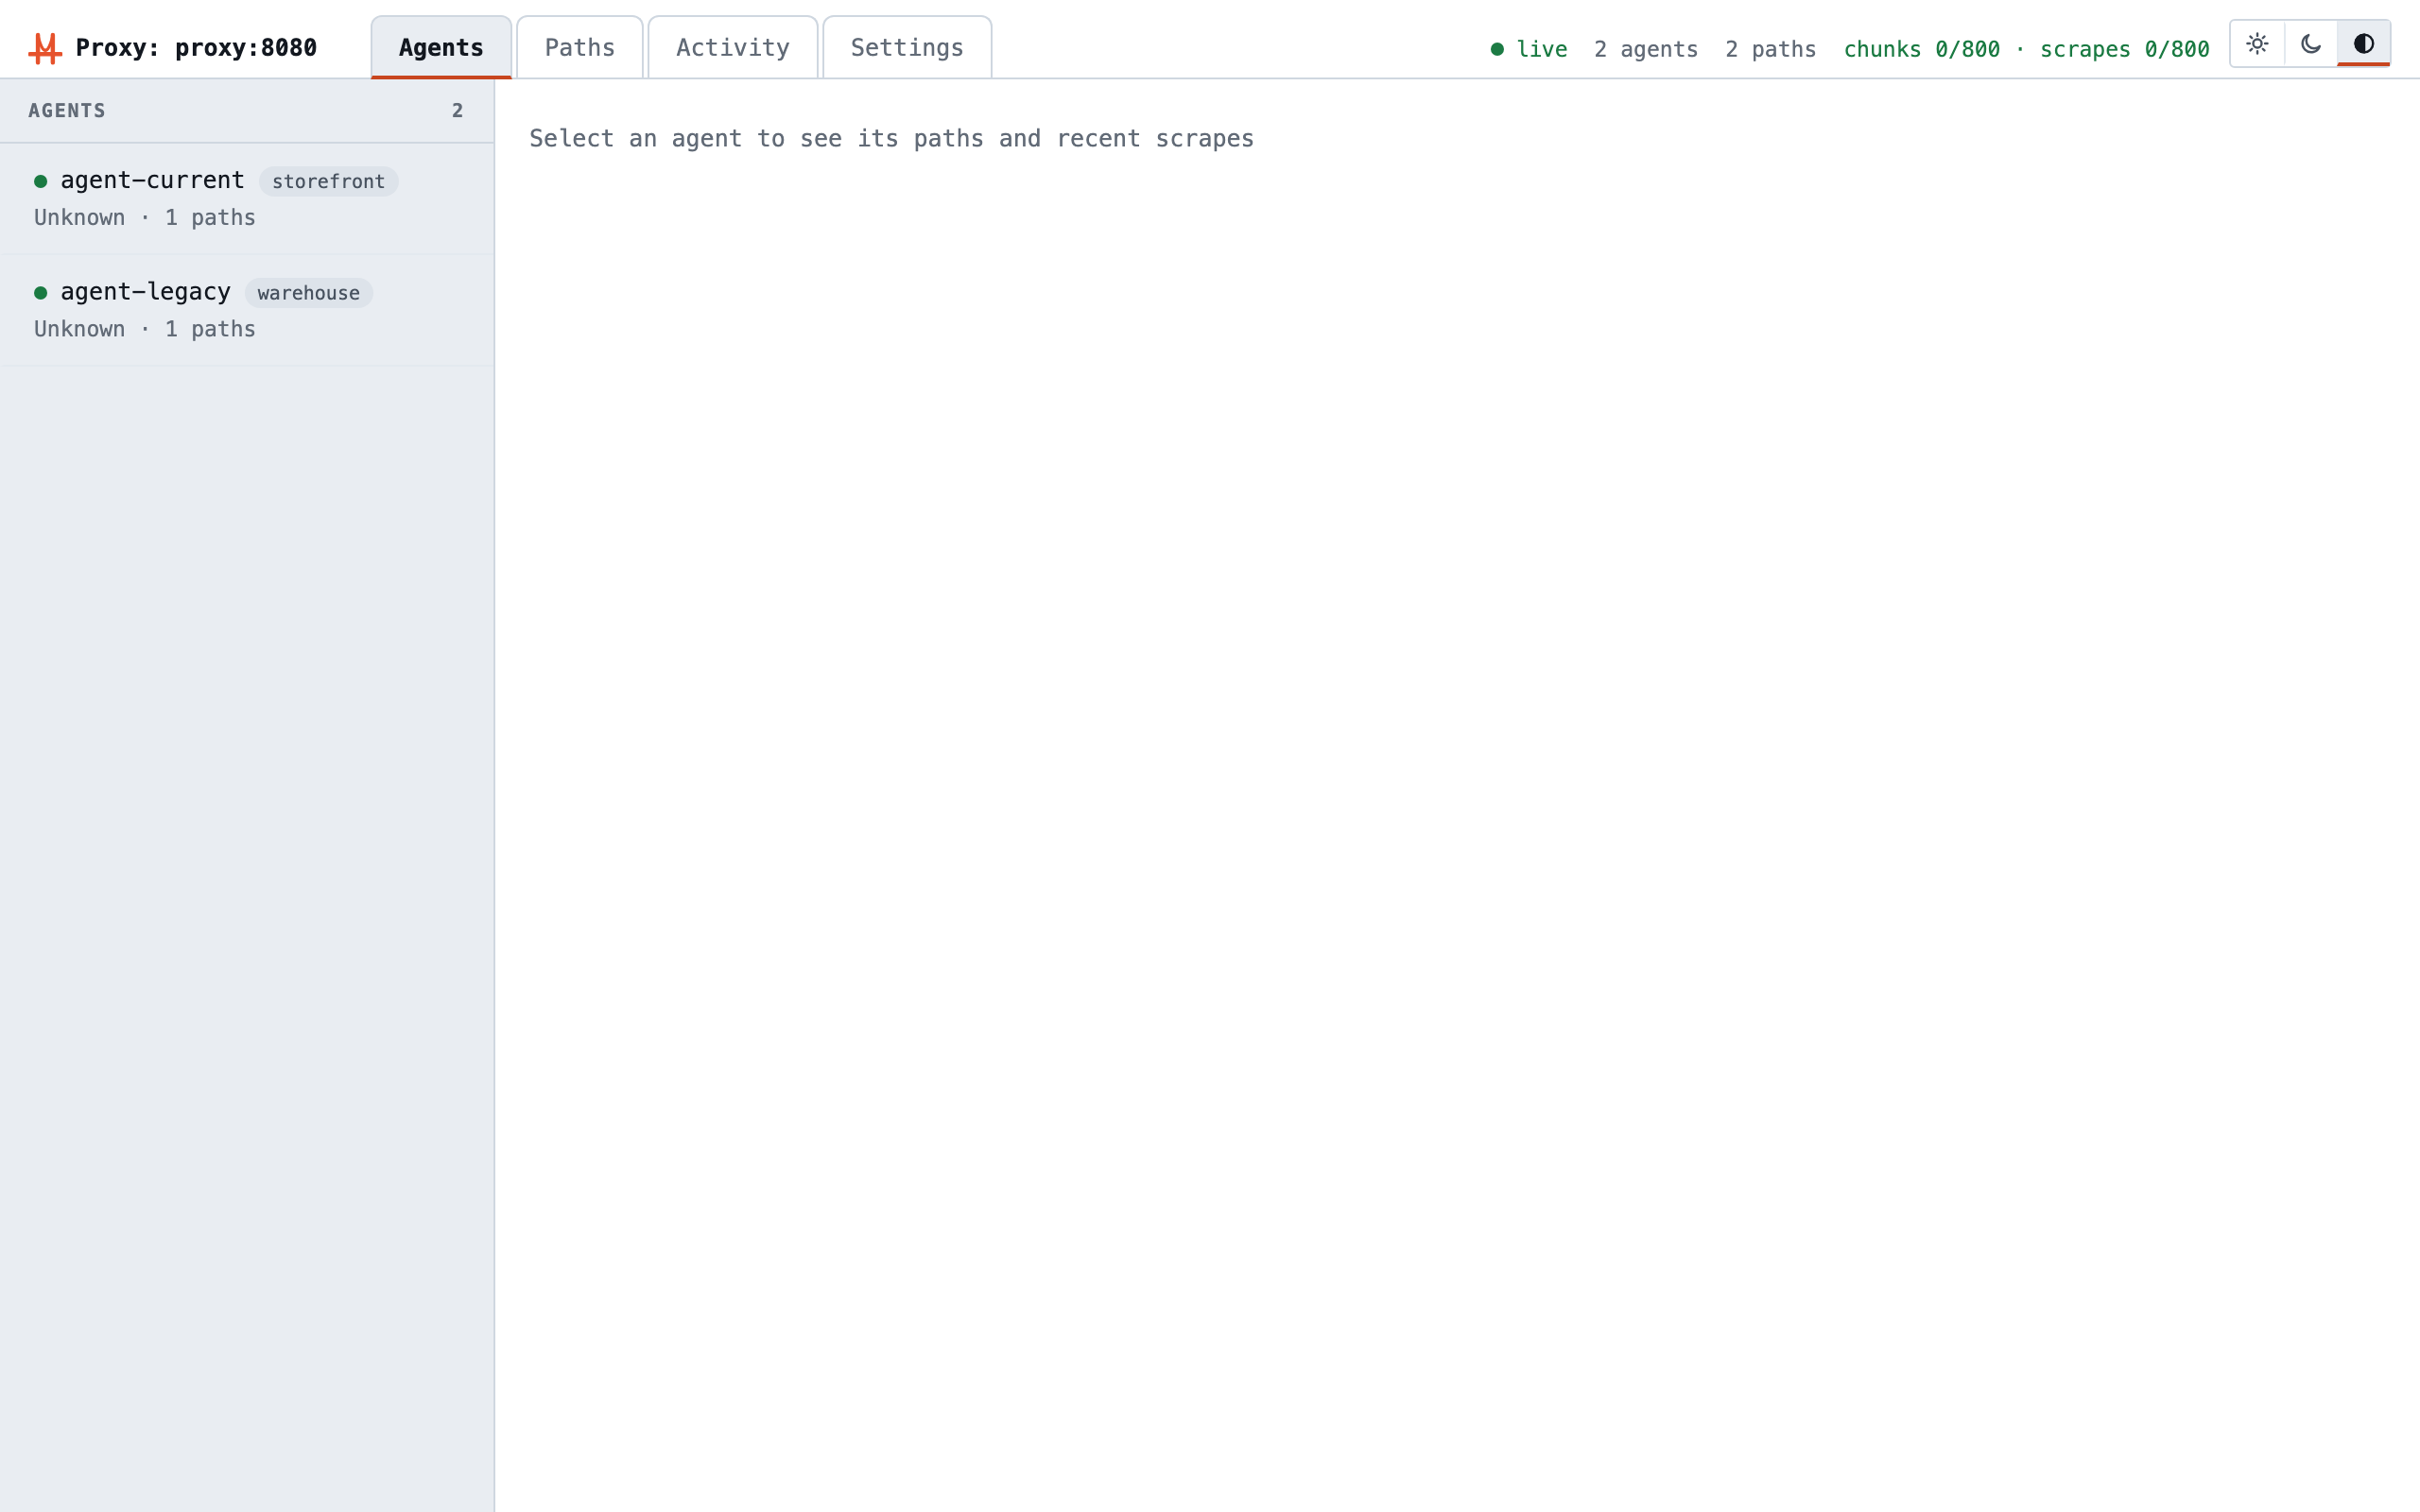 Proxy: proxy:8080
Agents
Paths
Activity
Settings
live 2 agents 2 paths chunks 0/800 · scrapes 0/800
AGENTS 2
agent-current storefront
Unknown · 1 paths
agent-legacy warehouse
Unknown · 1 paths
Select an agent to see its paths and recent scrapes